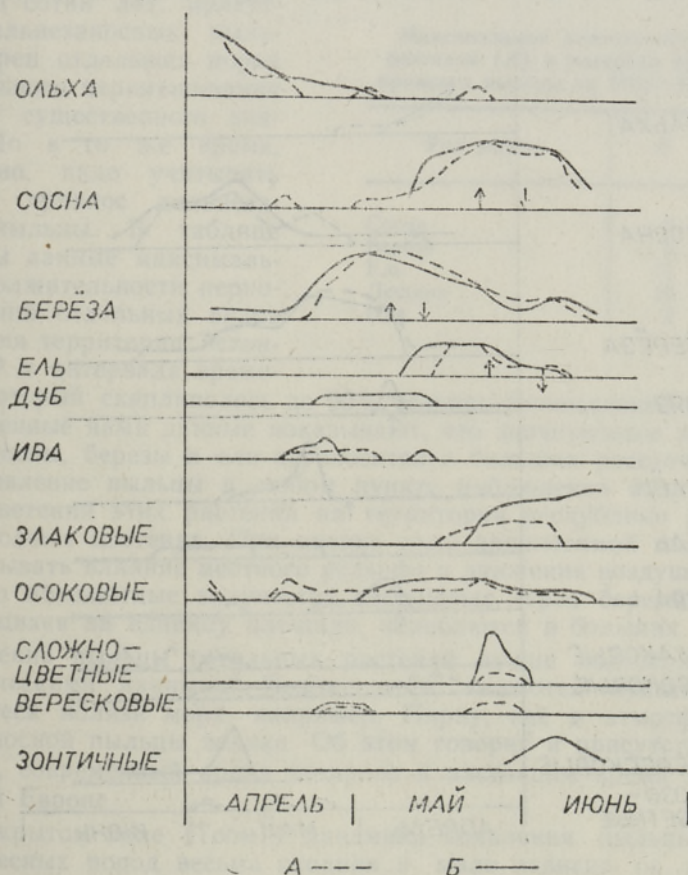 ОЛЬХА
СОСНА
БЕРЁЗА
ЕЛЬ
ДУБ
ИВА
ЗЛАКОВЫЕ
ОСОКОВЫЕ
СЛОЖНО-
ЦВЕТНЫЕ
ВЕРЕСКОВЫЕ
ЗОНТИЧНЫЕ
АПРЕЛЬ МАЙ ИЮНЬ
А Б